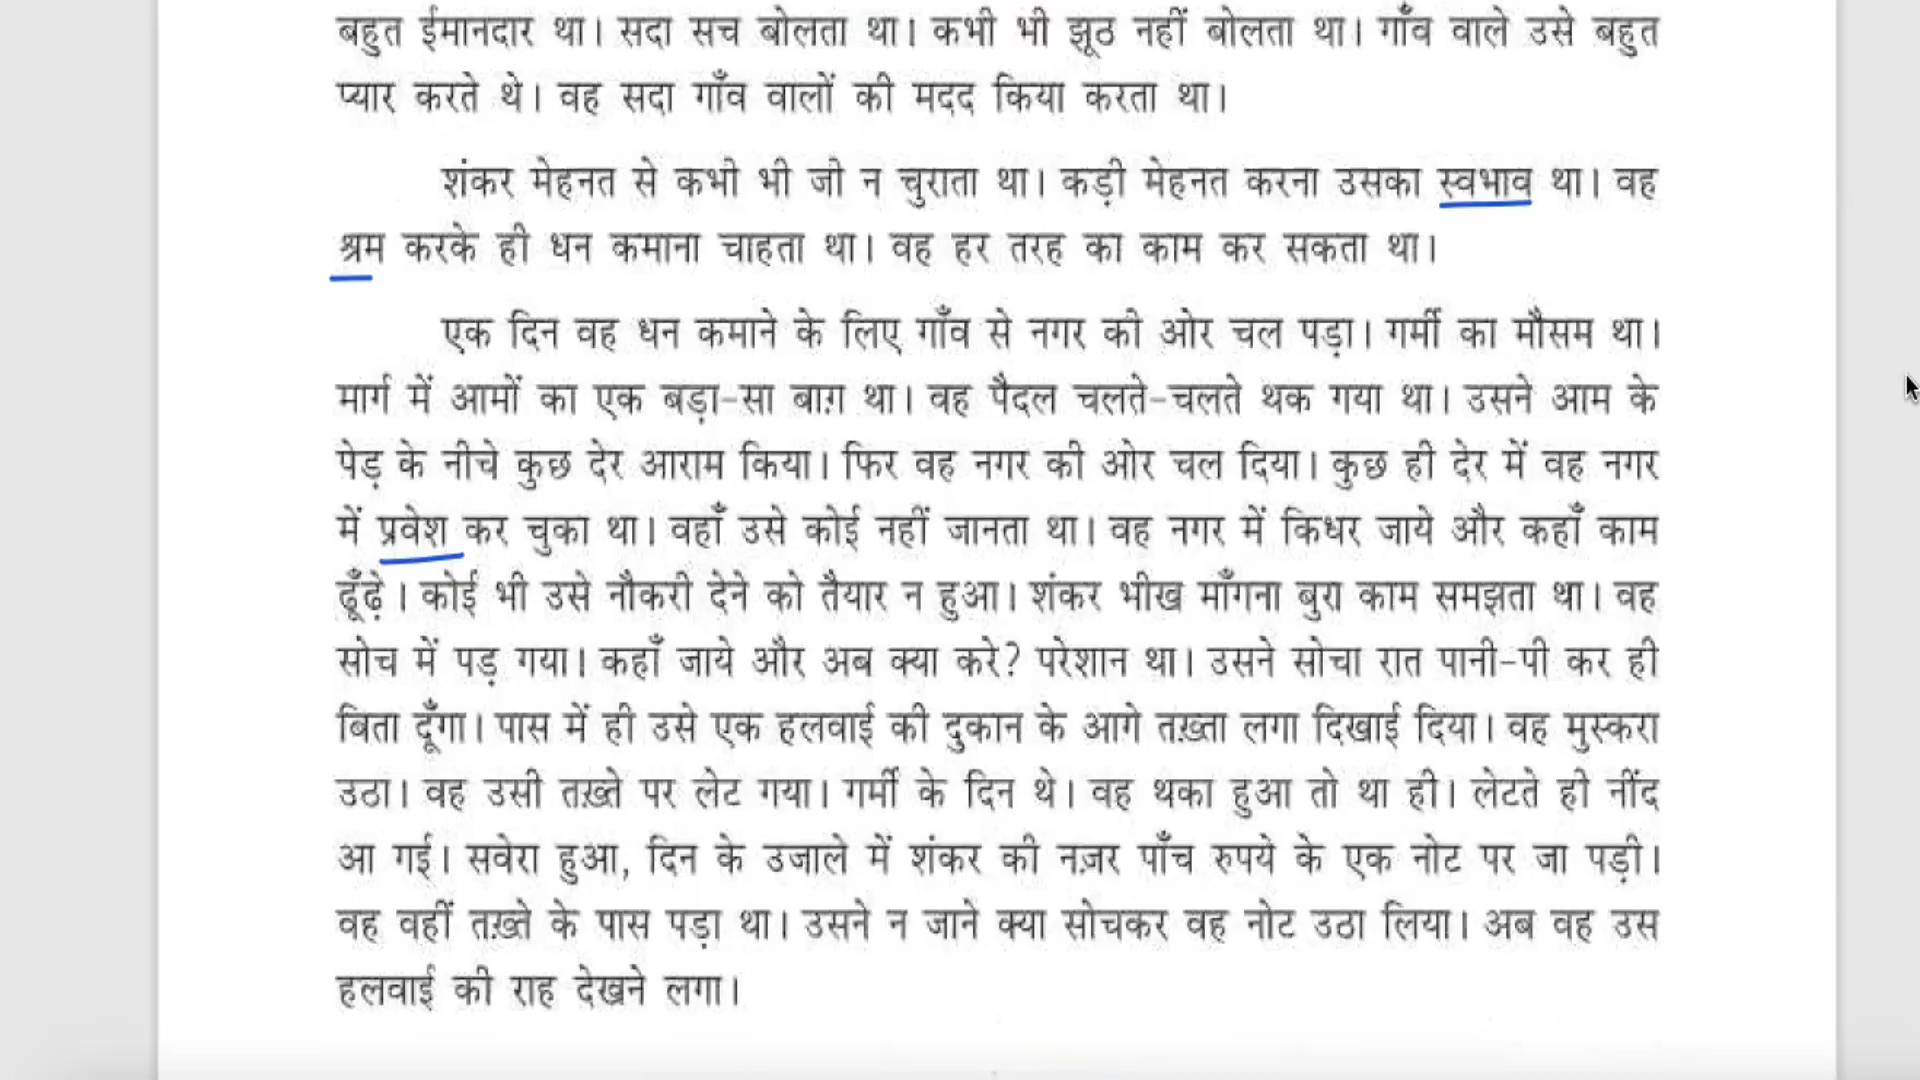 बहुत ईमानदार था। सदा सच बोलता था। कभी भी झूठ नहीं बोलता था। गाँव वाले उसे बहुत
प्यार करते थे। वह सदा गाँव वालों की मदद किया करता था।
शंकर मेहनत से कभी भी जी न चुराता था। कड़ी मेहनत करना उसका स्वभाव था। वह
श्रम करके ही धन कमाना चाहता था। वह हर तरह का काम कर सकता था।
एक दिन वह धन कमाने के लिए गाँव से नगर की ओर चल पड़ा। गर्मी का मौसम था।
मार्ग में आमों का एक बड़ा-सा बाग़ था। वह पैदल चलते-चलते थक गया था। उसने आम के
पेड़ के नीचे कुछ देर आराम किया। फिर वह नगर की ओर चल दिया। कुछ ही देर में वह नगर
में प्रवेश कर चुका था। वहाँ उसे कोई नहीं जानता था। वह नगर में किधर जाये और कहाँ काम
ढूँढ़े। कोई भी उसे नौकरी देने को तैयार न हुआ। शंकर भीख माँगना बुरा काम समझता था। वह
सोच में पड़ गया। कहाँ जाये और अब क्या करे? परेशान था। उसने सोचा रात पानी-पी कर ही
बिता दूँगा। पास में ही उसे एक हलवाई की दुकान के आगे तख़्ता लगा दिखाई दिया। वह मुस्करा
उठा। वह उसी तख़्ते पर लेट गया। गर्मी के दिन थे। वह थका हुआ तो था ही। लेटते ही नींद
आ गई। सवेरा हुआ, दिन के उजाले में शंकर की नज़र पाँच रुपये के एक नोट पर जा पड़ी।
वह वहीं तख़्ते के पास पड़ा था। उसने न जाने क्या सोचकर वह नोट उठा लिया। अब वह उस
हलवाई की राह देखने लगा।